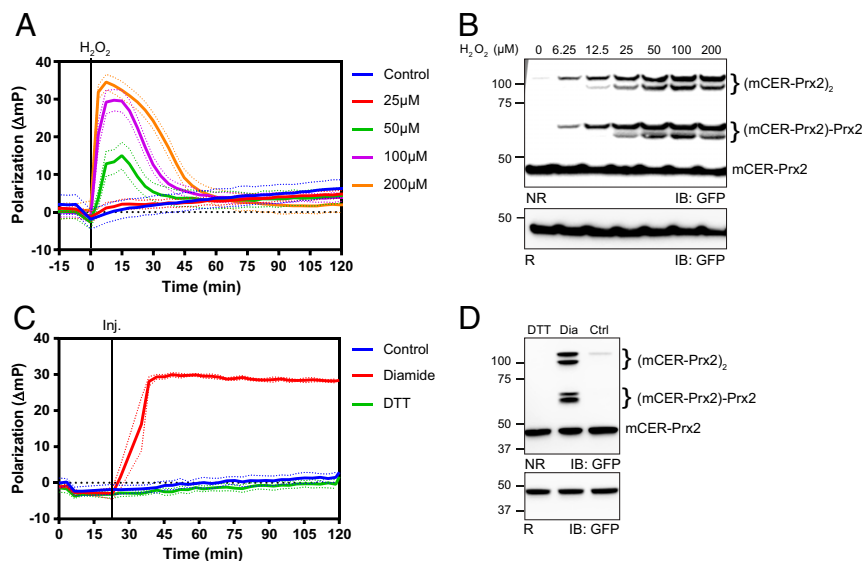 A
H₂O₂
Polarization (ΔmP)
40
30
20
10
0
-10
-15 0 15 30 45 60 75 90 105 120
Time (min)
Control
25µM
50µM
100µM
200µM
B
H₂O₂ (µM) 0 6.25 12.5 25 50 100 200
100
75
50
(mCER-Prx2)₂
(mCER-Prx2)-Prx2
mCER-Prx2
NR IB: GFP
50
R IB: GFP
C
Inj.
Polarization (ΔmP)
40
30
20
10
0
-10
0 15 30 45 60 75 90 105 120
Time (min)
Control
Diamide
DTT
D
DTT Dia Ctrl
100
75
50
37
(mCER-Prx2)₂
(mCER-Prx2)-Prx2
mCER-Prx2
NR IB: GFP
50
37
R IB: GFP